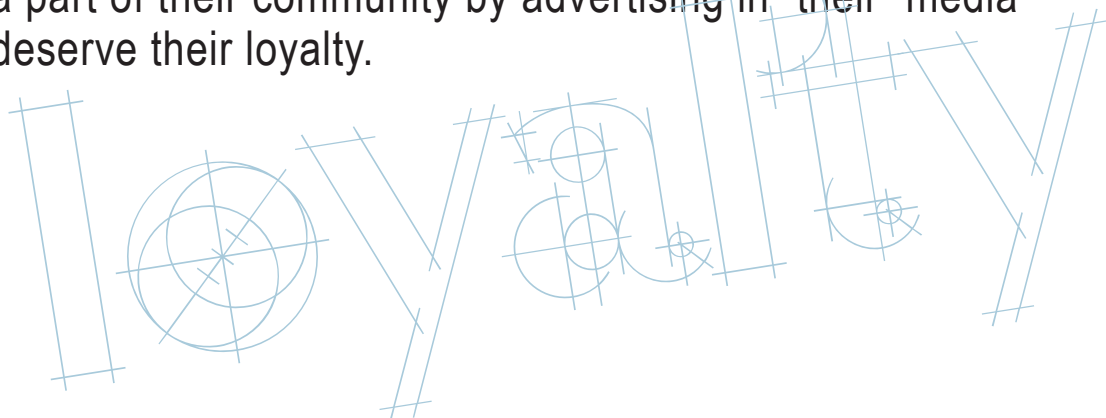 a part of their community by advertising in "their" media
deserve their loyalty.
loyalty